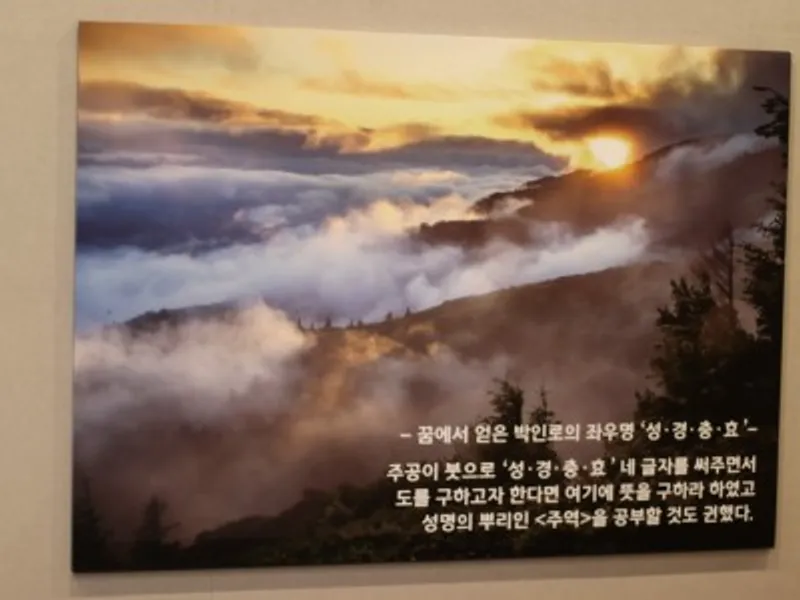 – 꿈에서 얻은 박인로의 좌우명 ‘성·경·충·효’–
주공이 붓으로 ‘성·경·충·효’ 네 글자를 써주면서
도를 구하고자 한다면 여기에 뜻을 구하라 하였고
성명의 뿌리인 <주역>을 공부할 것도 권했다.